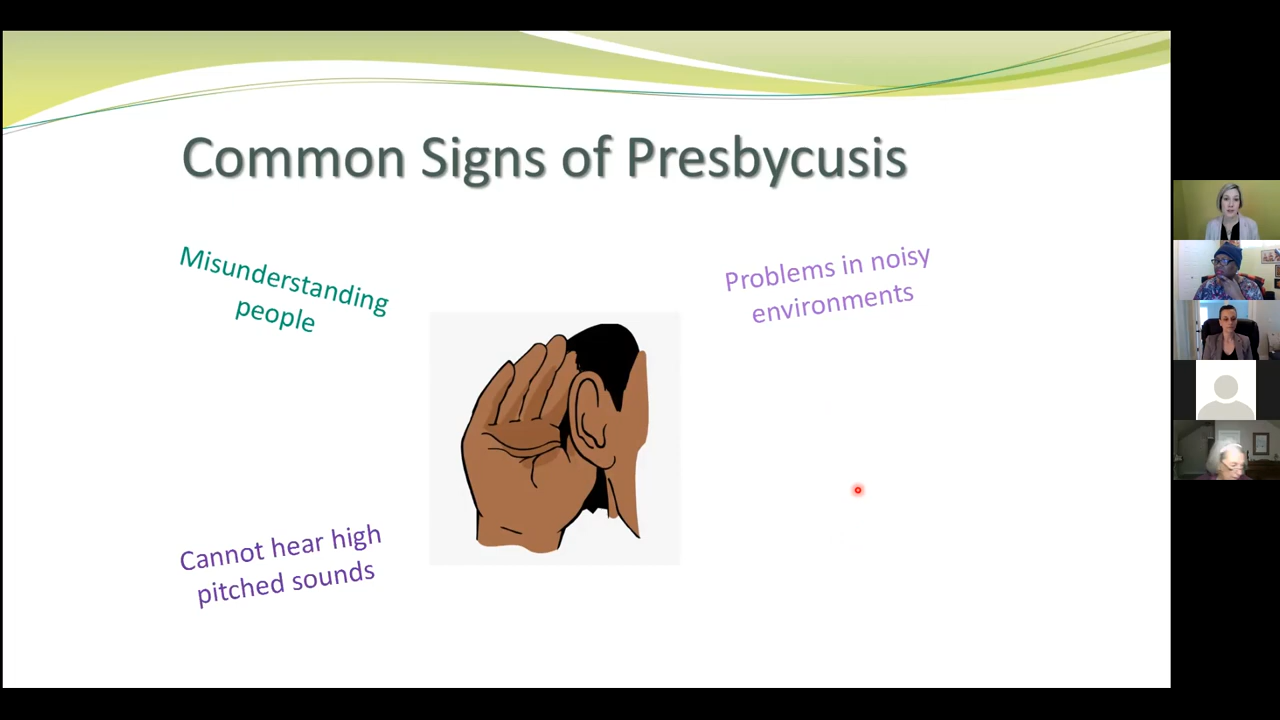 Common Signs of Presbycusis
Misunderstanding
people
Problems in noisy
environments
Cannot hear high
pitched sounds